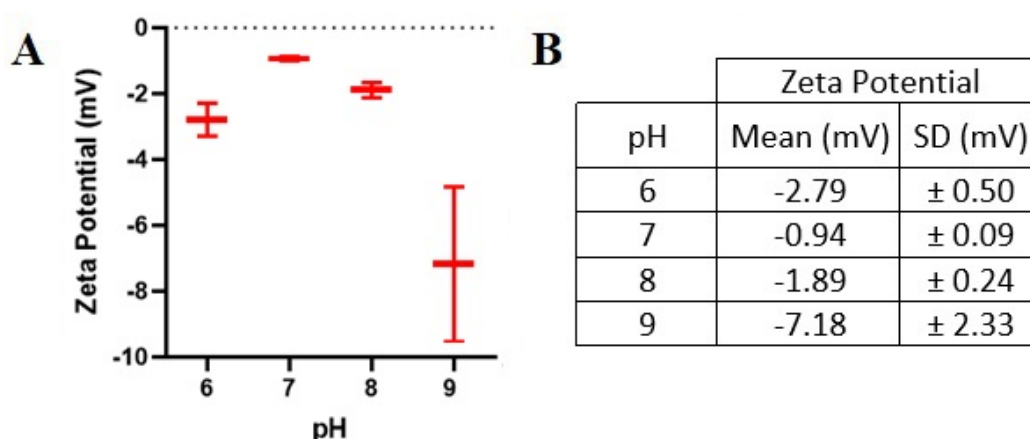 A
Zeta Potential (mV)
0
-2
-4
-6
-8
-10
6 7 8 9
pH
B
Zeta Potential
pH Mean (mV) SD (mV)
6 -2.79 ± 0.50
7 -0.94 ± 0.09
8 -1.89 ± 0.24
9 -7.18 ± 2.33